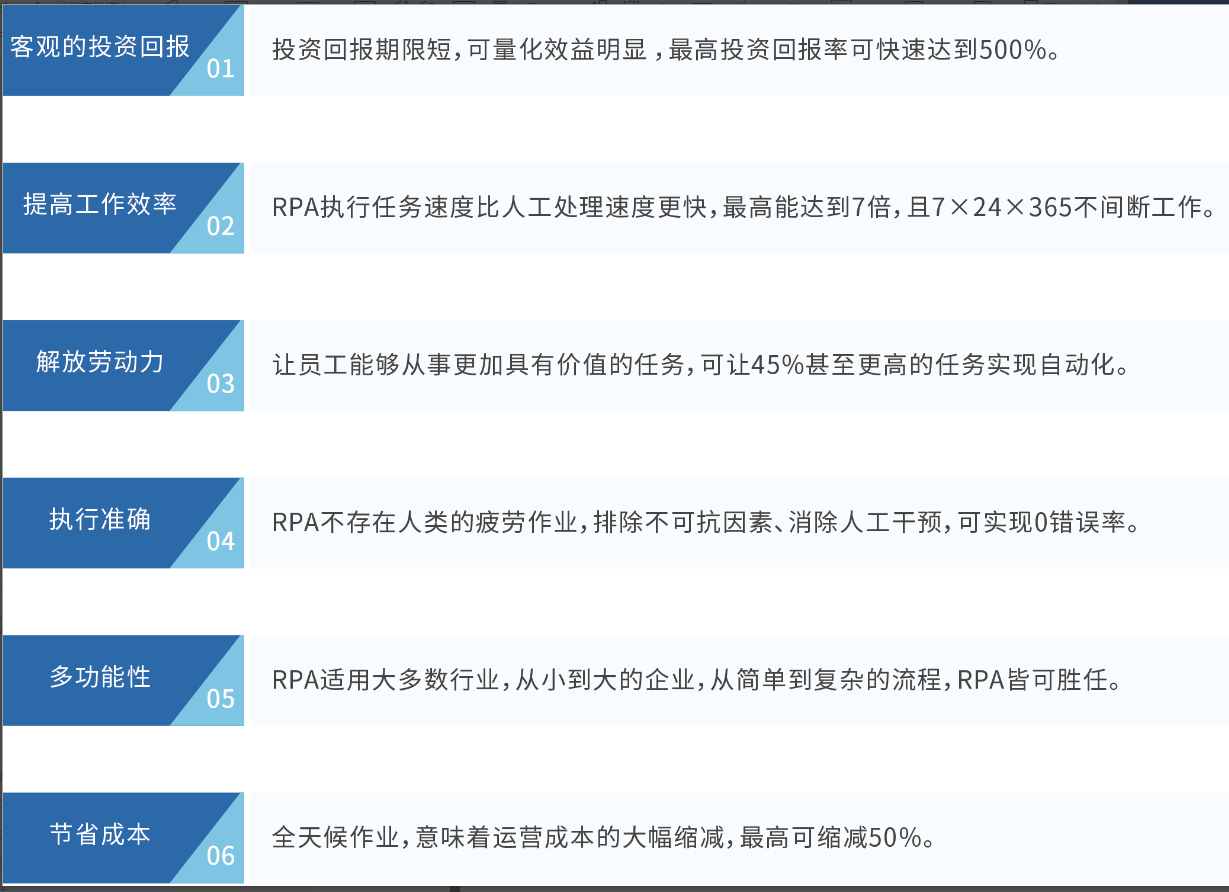 客观的投资回报
01
投资回报期限短,可量化效益明显 ,最高投资回报率可快速达到500%。
提高工作效率
02
RPA执行任务速度比人工处理速度更快,最高能达到7倍,且7×24×365不间断工作。
解放劳动力
03
让员工能够从事更加具有价值的任务,可让45%甚至更高的任务实现自动化。
执行准确
04
RPA不存在人类的疲劳作业,排除不可抗因素、消除人工干预,可实现0错误率。
多功能性
05
RPA适用大多数行业,从小到大的企业,从简单到复杂的流程,RPA皆可胜任。
节省成本
06
全天候作业,意味着运营成本的大幅缩减,最高可缩减50%。